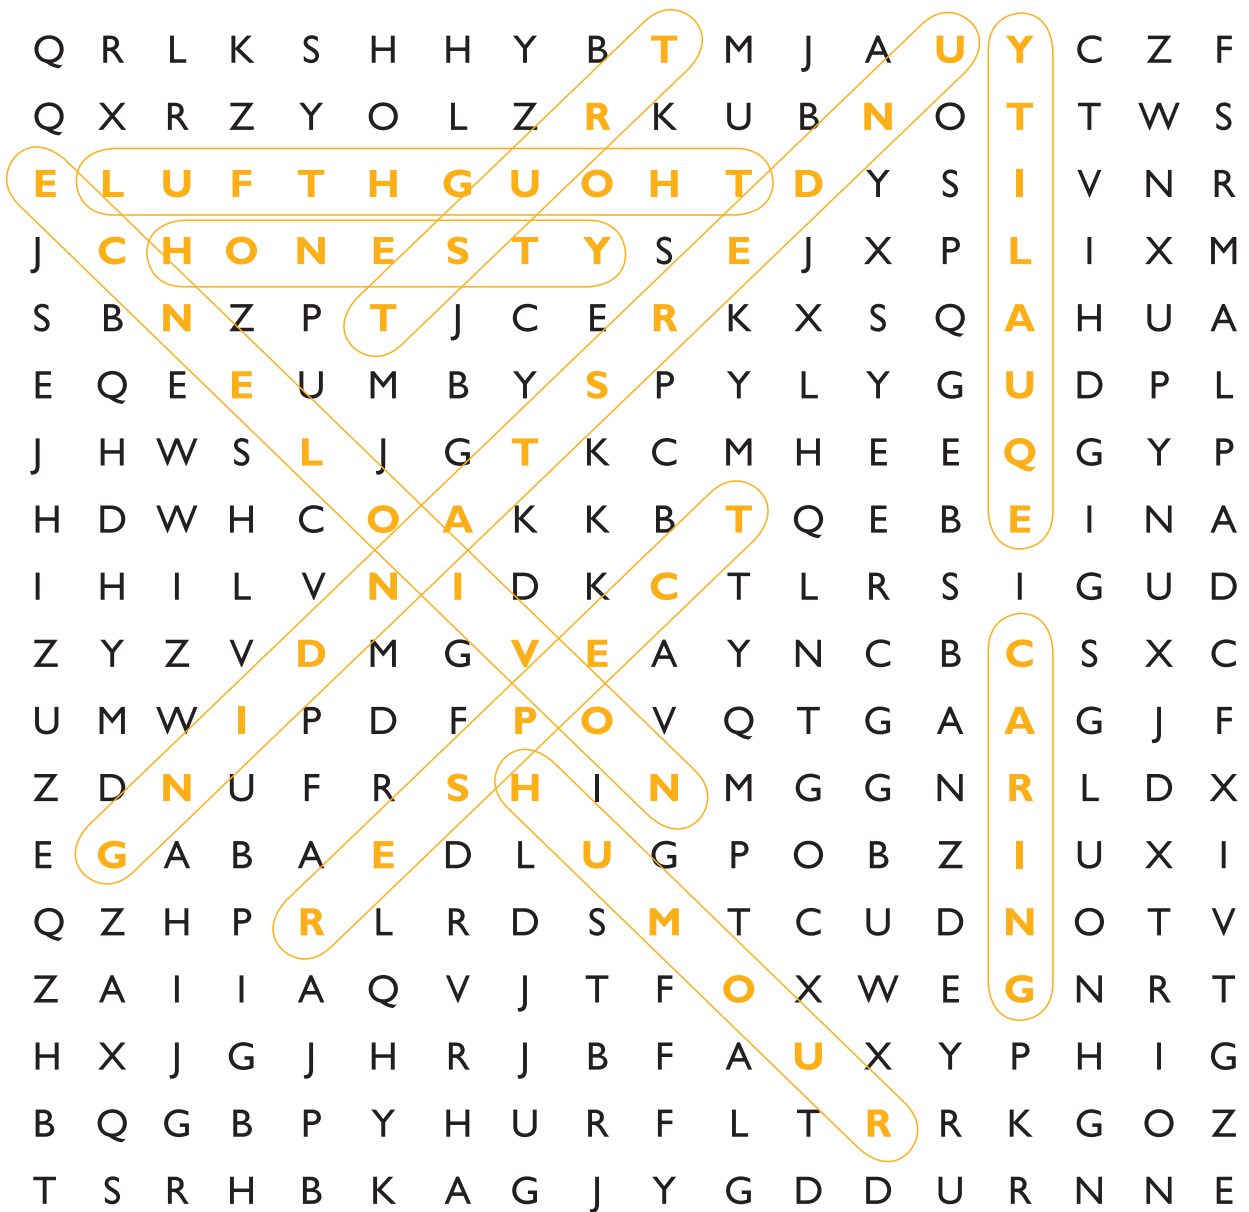 Q R L K S H H Y B T M J A U Y C Z F
Q X R Z Y O L Z R K U B N O T T W S
E L U F T H G U O H T D Y S I V N R
J C H O N E S T Y S E J X P L I X M
S B N Z P T J C E R K X S Q A H U A
E Q E E U M B Y S P Y L Y G U D P L
J H W S L J G T K C M H E E Q G Y P
H D W H C O A K K B T Q E B E I N A
I H I L V N I D K C T L R S I G U D
Z Y Z V D M G V E A Y N C B C S X C
U M W I P D F P O V Q T G A A G J F
Z D N U F R S H I N M G G N R L D X
E G A B A E D L U G P O B Z I U X I
Q Z H P R L R D S M T C U D N O T V
Z A I I A Q V J T F O X W E G N R T
H X J G J H R J B F A U X Y P H I G
B Q G B P Y H U R F L T R R K G O Z
T S R H B K A G J Y G D D U R N N E